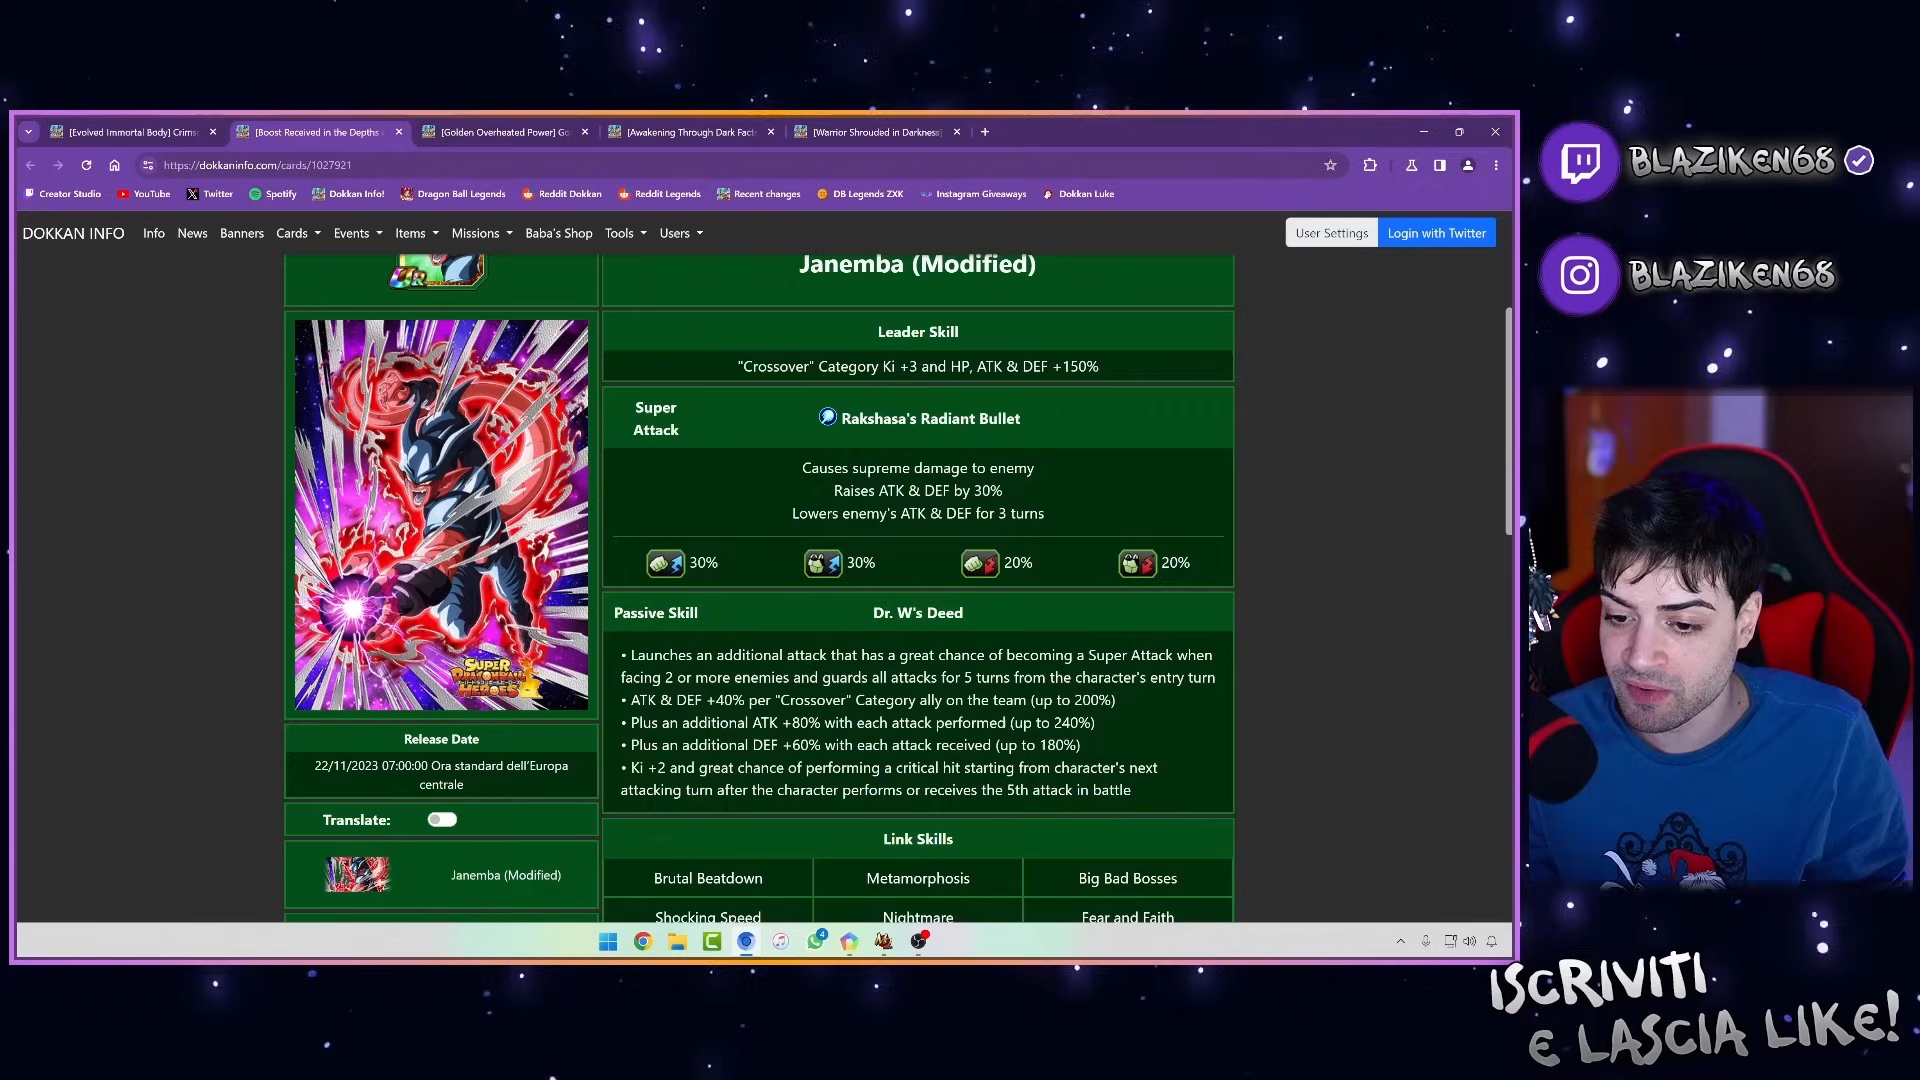 [Evolved Immortal Body] Crims
[Boost Received in the Depths
[Golden Overheated Power] Go
[Awakening Through Dark Fact
[Warrior Shrouded in Darkness]
https://dokkaninfo.com/cards/1027921
Creator Studio
YouTube
Twitter
Spotify
Dokkan Info!
Dragon Ball Legends
Reddit Dokkan
Reddit Legends
Recent changes
DB Legends ZXK
Instagram Giveaways
Dokkan Luke
DOKKAN INFO
Info
News
Banners
Cards
Events
Items
Missions
Baba's Shop
Tools
Users
User Settings
Login with Twitter
UR
Janemba (Modified)
Leader Skill
"Crossover" Category Ki +3 and HP, ATK & DEF +150%
Super
Attack
Rakshasa's Radiant Bullet
Causes supreme damage to enemy
Raises ATK & DEF by 30%
Lowers enemy's ATK & DEF for 3 turns
30%
30%
20%
20%
Passive Skill
Dr. W's Deed
• Launches an additional attack that has a great chance of becoming a Super Attack when
facing 2 or more enemies and guards all attacks for 5 turns from the character's entry turn
• ATK & DEF +40% per "Crossover" Category ally on the team (up to 200%)
• Plus an additional ATK +80% with each attack performed (up to 240%)
• Plus an additional DEF +60% with each attack received (up to 180%)
• Ki +2 and great chance of performing a critical hit starting from character's next
attacking turn after the character performs or receives the 5th attack in battle
SUPER
DRAGONBALL
HEROES
Release Date
22/11/2023 07:00:00 Ora standard dell'Europa
centrale
Translate:
Janemba (Modified)
Link Skills
Brutal Beatdown
Metamorphosis
Big Bad Bosses
Shocking Speed
Nightmare
Fear and Faith
4
BLAZIKEN68
BLAZIKEN68
ISCRIVITI
E LASCIA LIKE!